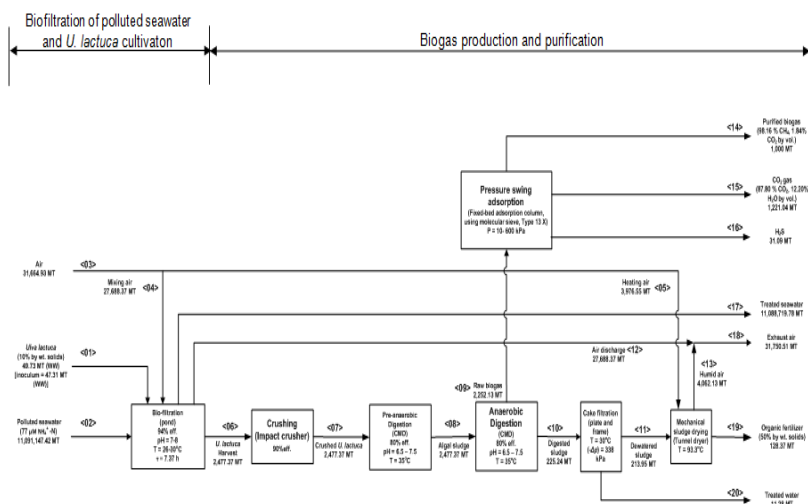 Biofiltration of polluted seawater
and U. lactuca cultivaton
Biogas production and purification
<14>
Purified biogas
(98.16 % CH₄, 1.84%
CO₂ by vol.)
1,000 MT
Pressure swing
adsorption
(Fixed-bed adsorption column,
using molecular sieve, Type 13 X)
P = 10- 600 kPa
<15>
CO₂ gas
(87.80 % CO₂, 12.20%
H₂O by vol.)
1,221.04 MT
<16>
H₂S
31.09 MT
Air
31,664.93 MT
<03>
Mixing air
27,688.37 MT
<04>
Heating air
3,976.55 MT
<05>
<17>
Treated seawater
11,088,719.78 MT
<18>
Exhaust air
31,750.51 MT
Air discharge <12>
27,688.37 MT
<13>
Humid air
4,062.13 MT
Ulva lactuca
(10% by wt. solids)
49.73 MT (WW)
[inoculum = 47.31 MT
(WW)]
<01>
Polluted seawater
(77 µM NH₄⁺-N)
11,091,147.42 MT
<02>
Bio-filtration
(pond)
94% eff.
pH = 7-8
T = 26-30°C
τ = 7.37 h
<06>
U. lactuca
Harvest
2,477.37 MT
Crushing
(Impact crusher)
90% eff.
<07>
Crushed U. lactuca
2,477.37 MT
Pre-anaerobic
Digestion
(CMD)
80% eff.
pH = 6.5 - 7.5
T = 35°C
<08>
Algal sludge
2,477.37 MT
<09>
Raw biogas
2,252.13 MT
Anaerobic
Digestion
(CMD)
80% eff.
pH = 6.5 - 7.5
T = 35°C
<10>
Digested
sludge
225.24 MT
Cake filtration
(plate and
frame)
T = 30°C
(-Δp) = 338
kPa
<11>
Dewatered
sludge
213.95 MT
Mechanical
sludge drying
(Tunnel dryer)
T = 93.3°C
<19>
Organic fertilizer
(50% by wt. solids)
128.37 MT
<20>
Treated water